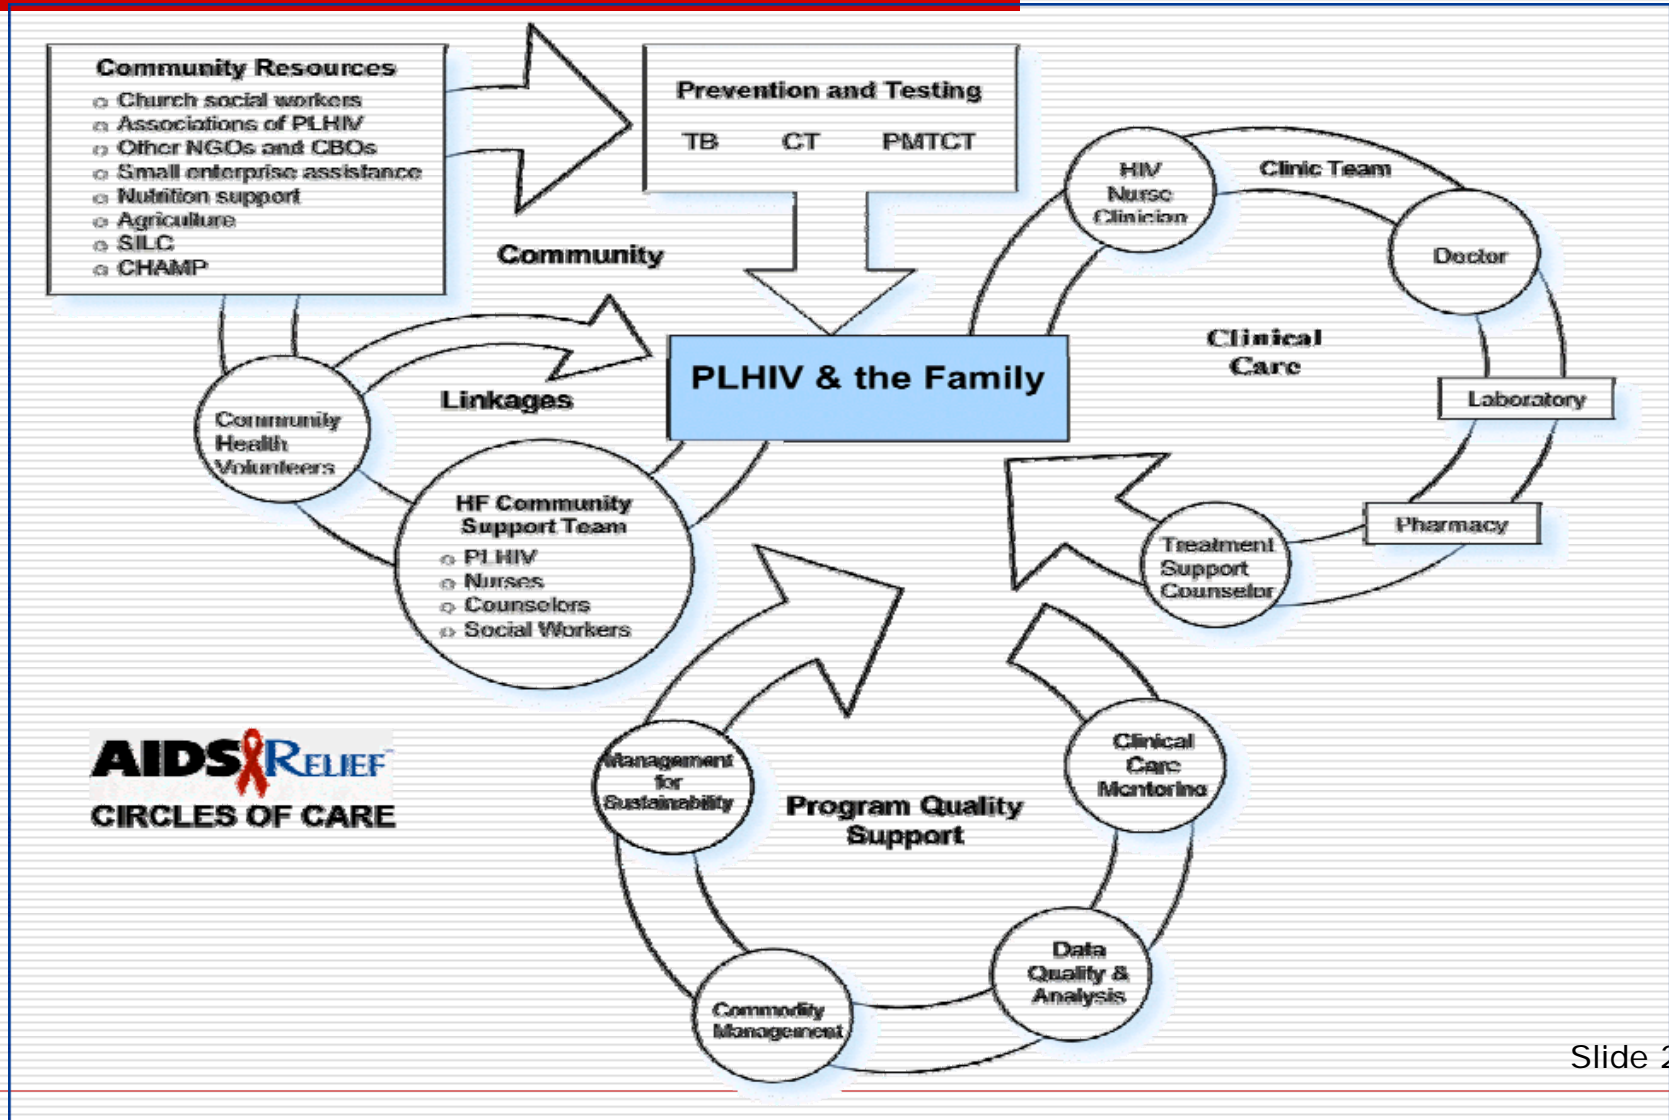 Community Resources
Church social workers
Associations of PLHIV
Other NGOs and CBOs
Small enterprise assistance
Nutrition support
Agriculture
SILC
CHAMP
Prevention and Testing
TB CT PMTCT
Community
Linkages
Community
Health
Volunteers
HF Community
Support Team
PLHIV
Nurses
Counselors
Social Workers
PLHIV & the Family
HIV
Nurse
Clinician
Clinic Team
Doctor
Clinical
Care
Laboratory
Pharmacy
Treatment
Support
Counselor
Clinical
Care
Mentoring
Data
Quality &
Analysis
Commodity
Management
Management
for
Sustainability
Program Quality
Support
AIDSRELIEF™
CIRCLES OF CARE
Slide 2